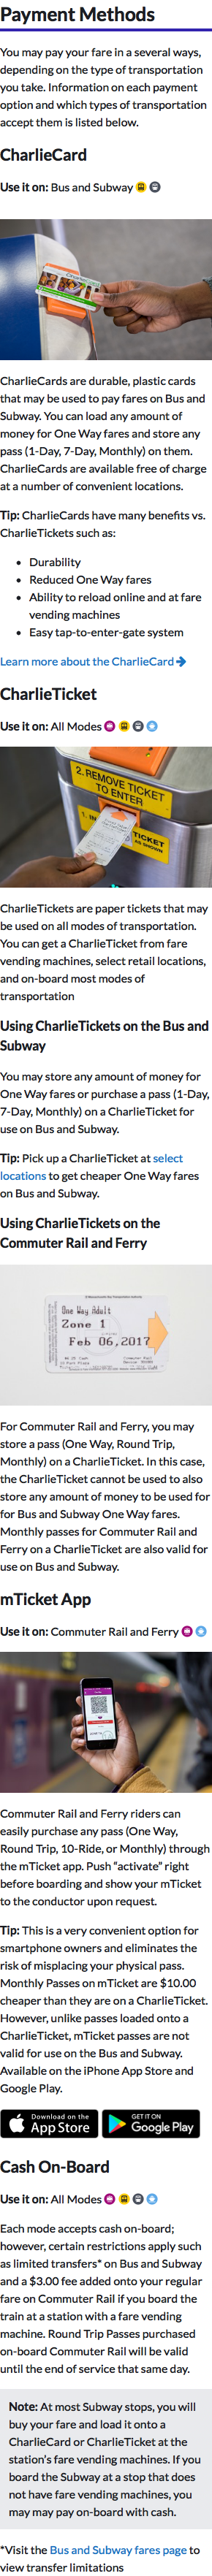 Payment Methods
You may pay your fare in a several ways,
depending on the type of transportation
you take. Information on each payment
option and which types of transportation
accept them is listed below.
CharlieCard
Use it on: Bus and Subway
CharlieCards are durable, plastic cards
that may be used to pay fares on Bus and
Subway. You can load any amount of
money for One Way fares and store any
pass (1-Day, 7-Day, Monthly) on them.
CharlieCards are available free of charge
at a number of convenient locations.
Tip: CharlieCards have many benefits vs.
CharlieTickets such as:
• Durability
• Reduced One Way fares
• Ability to reload online and at fare
vending machines
• Easy tap-to-enter-gate system
Learn more about the CharlieCard →
CharlieTicket
Use it on: All Modes
2. REMOVE TICKET
TO ENTER
TICKET
AS SHOWN
CharlieTickets are paper tickets that may
be used on all modes of transportation.
You can get a CharlieTicket from fare
vending machines, select retail locations,
and on-board most modes of
transportation
Using CharlieTickets on the Bus and
Subway
You may store any amount of money for
One Way fares or purchase a pass (1-Day,
7-Day, Monthly) on a CharlieTicket for
use on Bus and Subway.
Tip: Pick up a CharlieTicket at select
locations to get cheaper One Way fares
on Bus and Subway.
Using CharlieTickets on the
Commuter Rail and Ferry
One Way Adult
Zone 1
Feb 06, 2017
For Commuter Rail and Ferry, you may
store a pass (One Way, Round Trip,
Monthly) on a CharlieTicket. In this case,
the CharlieTicket cannot be used to also
store any amount of money to be used for
for Bus and Subway One Way fares.
Monthly passes for Commuter Rail and
Ferry on a CharlieTicket are also valid for
use on Bus and Subway.
mTicket App
Use it on: Commuter Rail and Ferry
Commuter Rail and Ferry riders can
easily purchase any pass (One Way,
Round Trip, 10-Ride, or Monthly) through
the mTicket app. Push “activate” right
before boarding and show your mTicket
to the conductor upon request.
Tip: This is a very convenient option for
smartphone owners and eliminates the
risk of misplacing your physical pass.
Monthly Passes on mTicket are $10.00
cheaper than they are on a CharlieTicket.
However, unlike passes loaded onto a
CharlieTicket, mTicket passes are not
valid for use on the Bus and Subway.
Available on the iPhone App Store and
Google Play.
Download on the App Store
GET IT ON Google Play
Cash On-Board
Use it on: All Modes
Each mode accepts cash on-board;
however, certain restrictions apply such
as limited transfers* on Bus and Subway
and a $3.00 fee added onto your regular
fare on Commuter Rail if you board the
train at a station with a fare vending
machine. Round Trip Passes purchased
on-board Commuter Rail will be valid
until the end of service that same day.
Note: At most Subway stops, you will
buy your fare and load it onto a
CharlieCard or CharlieTicket at the
station’s fare vending machines. If you
board the Subway at a stop that does
not have fare vending machines, you
may may pay on-board with cash.
*Visit the Bus and Subway fares page to
view transfer limitations